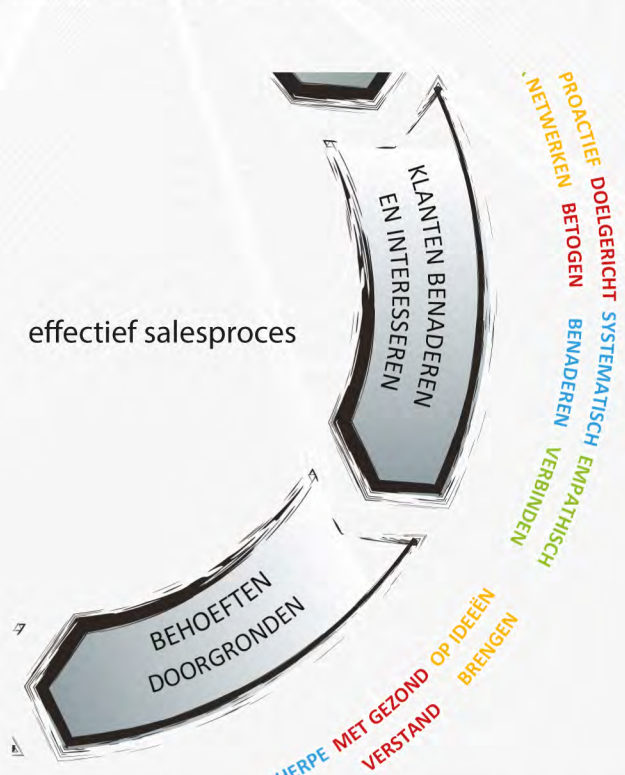 effectief salesproces
KLANTEN BENADEREN
EN INTERESSEREN
BEHOEFTEN
DOORGRONDEN
PROACTIEF DOELGERICHT SYSTEMATISCH EMPATHISCH
NETWERKEN BETOGEN BENADEREN VERBINDEN
MET GEZOND OP IDEEËN
VERSTAND BRENGEN